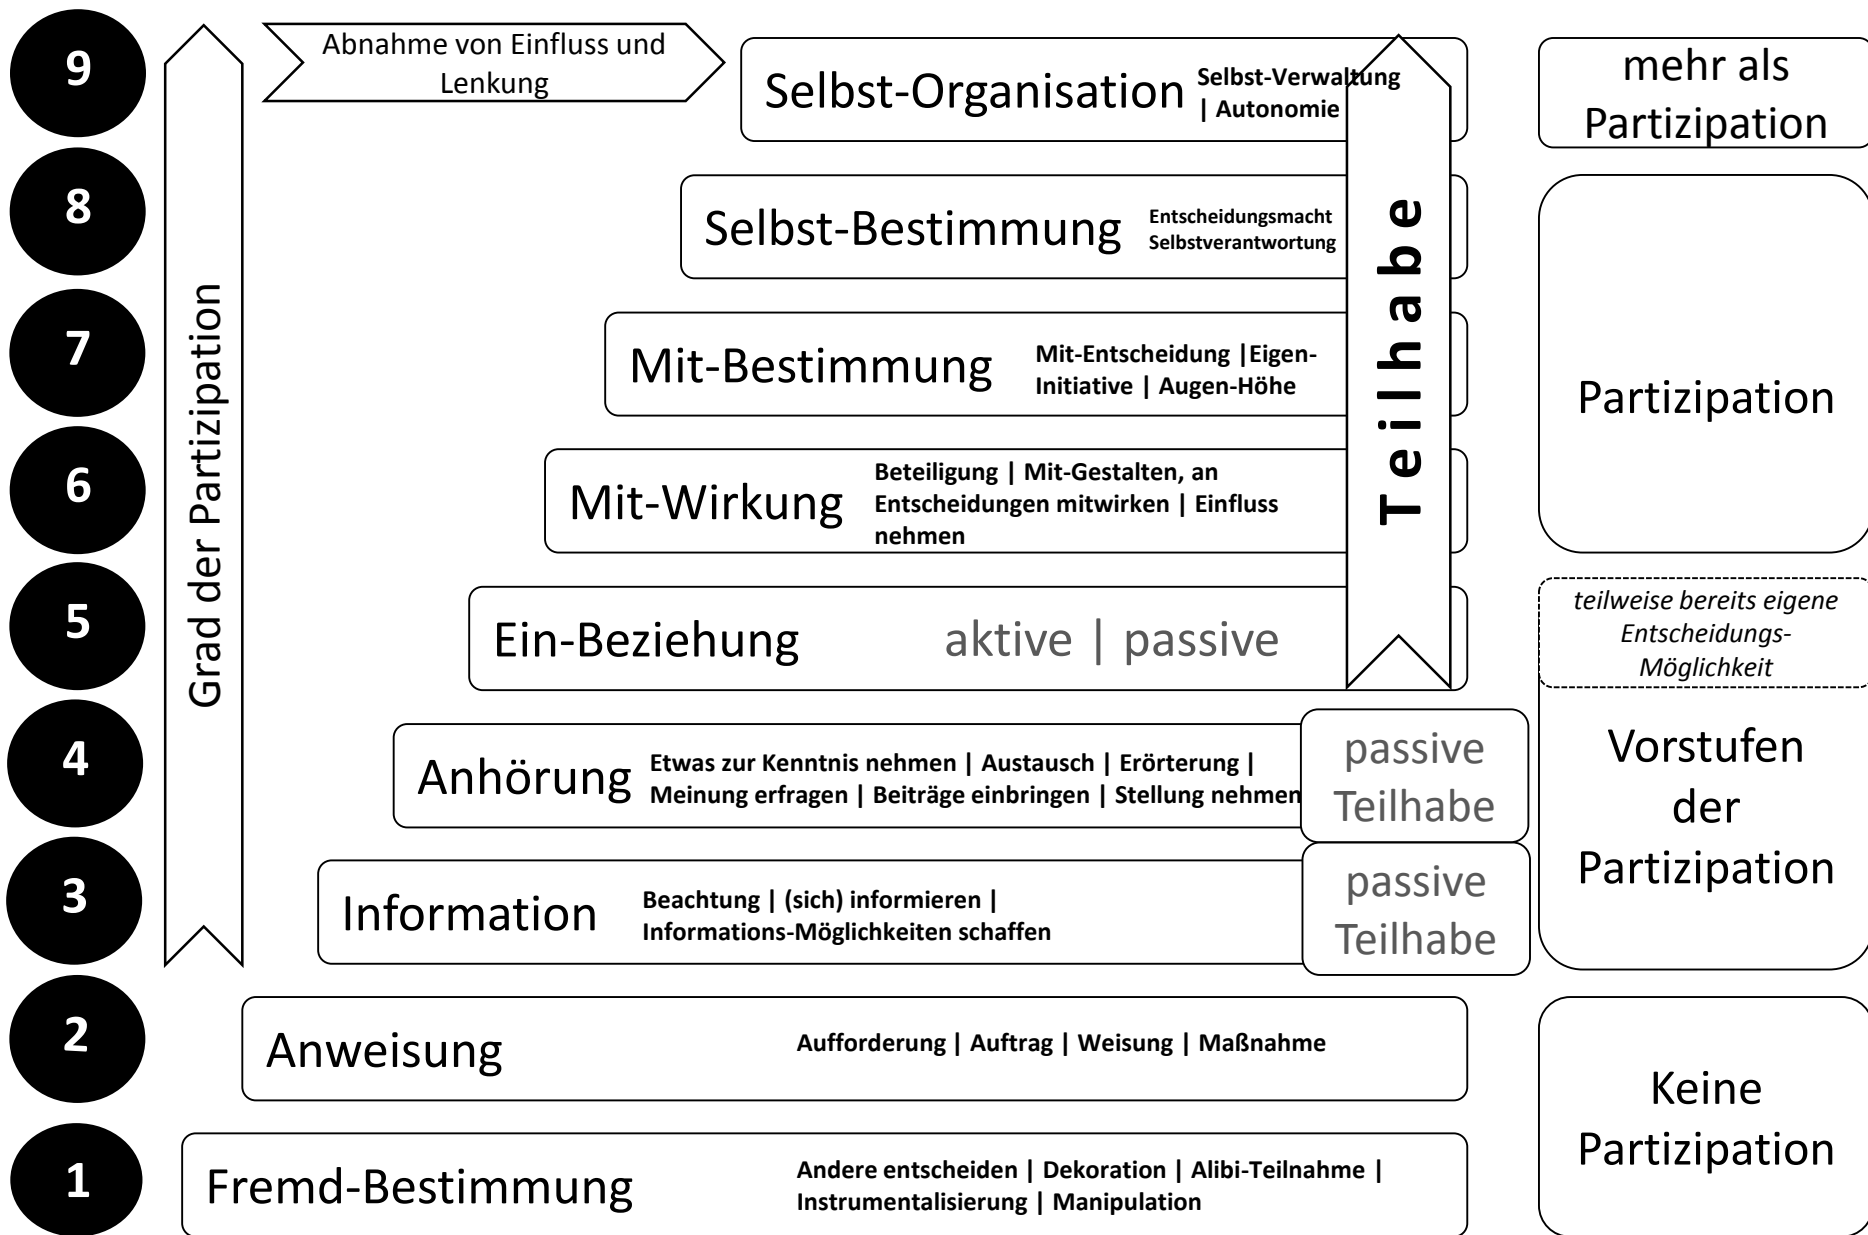 9
Abnahme von Einfluss und
Lenkung
Selbst-Organisation
Selbst-Verwaltung
| Autonomie
mehr als
Partizipation
8
Selbst-Bestimmung
Entscheidungsmacht
Selbstverantwortung
Teilhabe
Grad der Partizipation
7
Mit-Bestimmung
Mit-Entscheidung |Eigen-
Initiative | Augen-Höhe
Partizipation
6
Mit-Wirkung
Beteiligung | Mit-Gestalten, an
Entscheidungen mitwirken | Einfluss
nehmen
5
Ein-Beziehung
aktive | passive
teilweise bereits eigene
Entscheidungs-
Möglichkeit
4
Anhörung
Etwas zur Kenntnis nehmen | Austausch | Erörterung |
Meinung erfragen | Beiträge einbringen | Stellung nehmen
passive
Teilhabe
Vorstufen
der
Partizipation
3
Information
Beachtung | (sich) informieren |
Informations-Möglichkeiten schaffen
passive
Teilhabe
2
Anweisung
Aufforderung | Auftrag | Weisung | Maßnahme
Keine
Partizipation
1
Fremd-Bestimmung
Andere entscheiden | Dekoration | Alibi-Teilnahme |
Instrumentalisierung | Manipulation